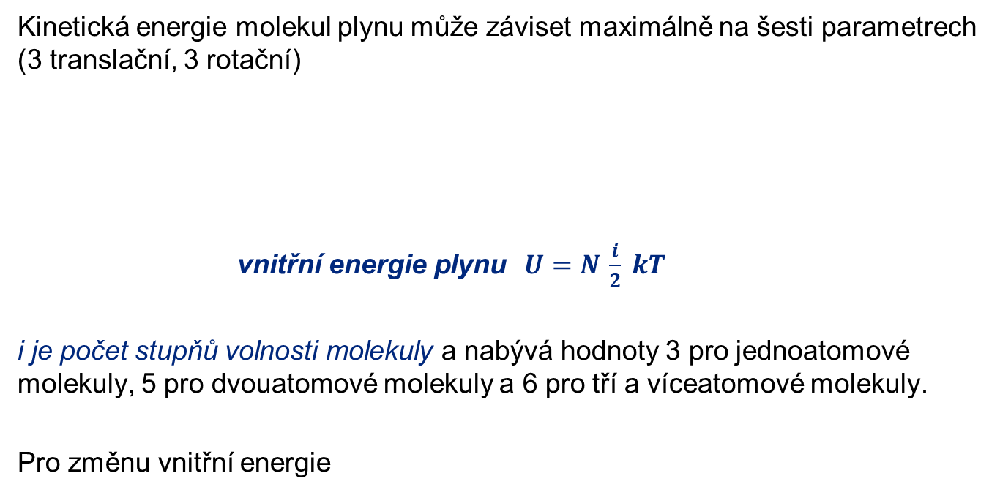 Kinetická energie molekul plynu může záviset maximálně na šesti parametrech
(3 translační, 3 rotační)
vnitřní energie plynu U = N i/2 kT
i je počet stupňů volnosti molekuly a nabývá hodnoty 3 pro jednoatomové
molekuly, 5 pro dvouatomové molekuly a 6 pro tří a víceatomové molekuly.
Pro změnu vnitřní energie